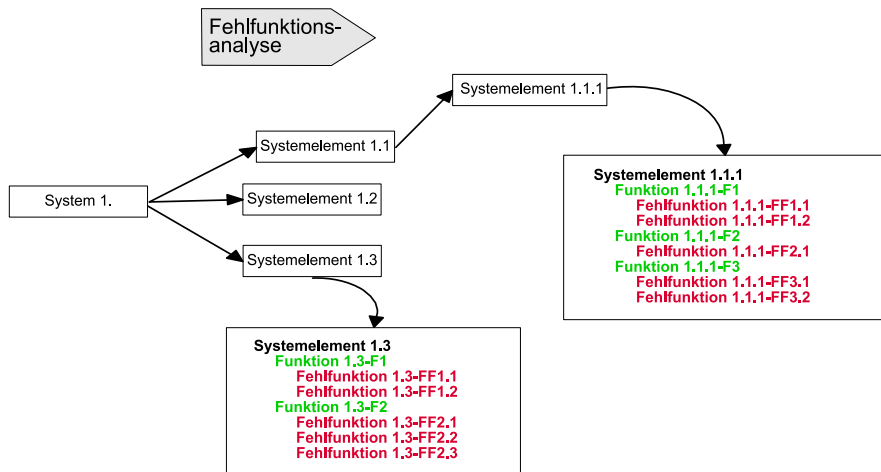 Fehlfunktions-
analyse
Systemelement 1.1.1
Systemelement 1.1
System 1.
Systemelement 1.2
Systemelement 1.3
Systemelement 1.1.1
Funktion 1.1.1-F1
Fehlfunktion 1.1.1-FF1.1
Fehlfunktion 1.1.1-FF1.2
Funktion 1.1.1-F2
Fehlfunktion 1.1.1-FF2.1
Funktion 1.1.1-F3
Fehlfunktion 1.1.1-FF3.1
Fehlfunktion 1.1.1-FF3.2
Systemelement 1.3
Funktion 1.3-F1
Fehlfunktion 1.3-FF1.1
Fehlfunktion 1.3-FF1.2
Funktion 1.3-F2
Fehlfunktion 1.3-FF2.1
Fehlfunktion 1.3-FF2.2
Fehlfunktion 1.3-FF2.3